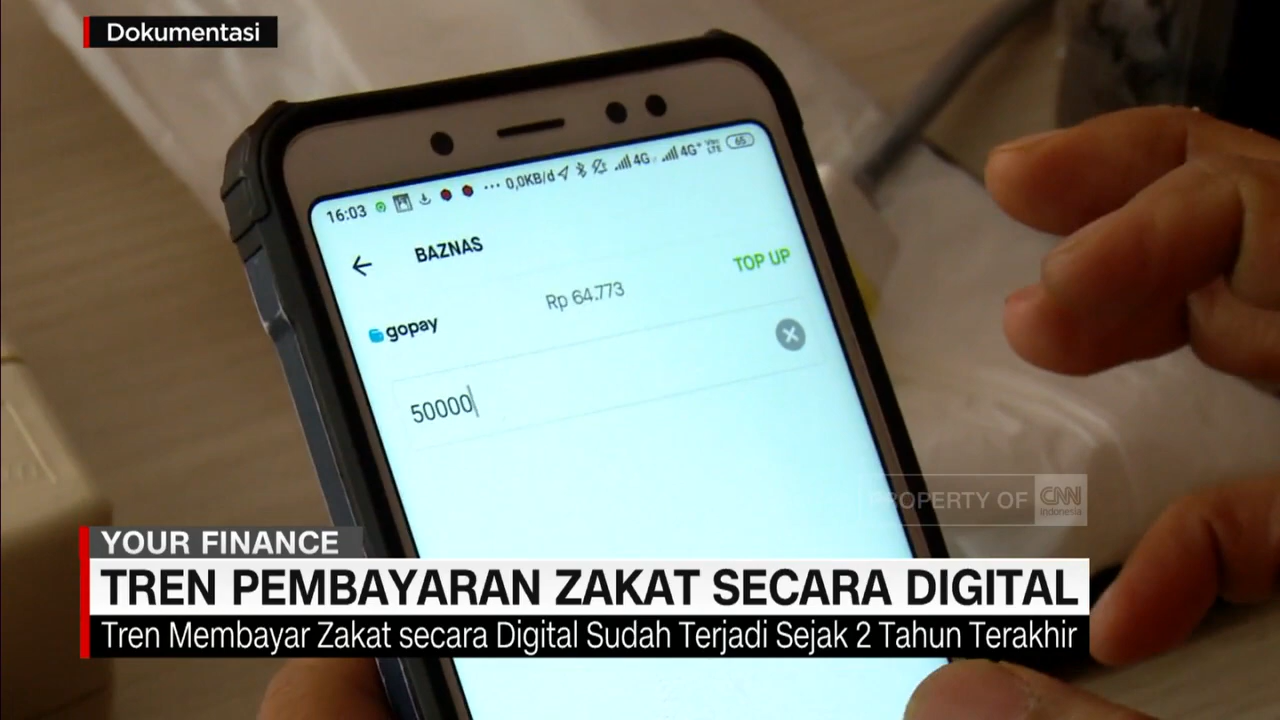 Dokumentasi
16:03 ... 0,0KB/d 4G 4G+ VoLTE 65
BAZNAS
gopay Rp 64.773 TOP UP
50000
PROPERTY OF CNN Indonesia
YOUR FINANCE
TREN PEMBAYARAN ZAKAT SECARA DIGITAL
Tren Membayar Zakat secara Digital Sudah Terjadi Sejak 2 Tahun Terakhir